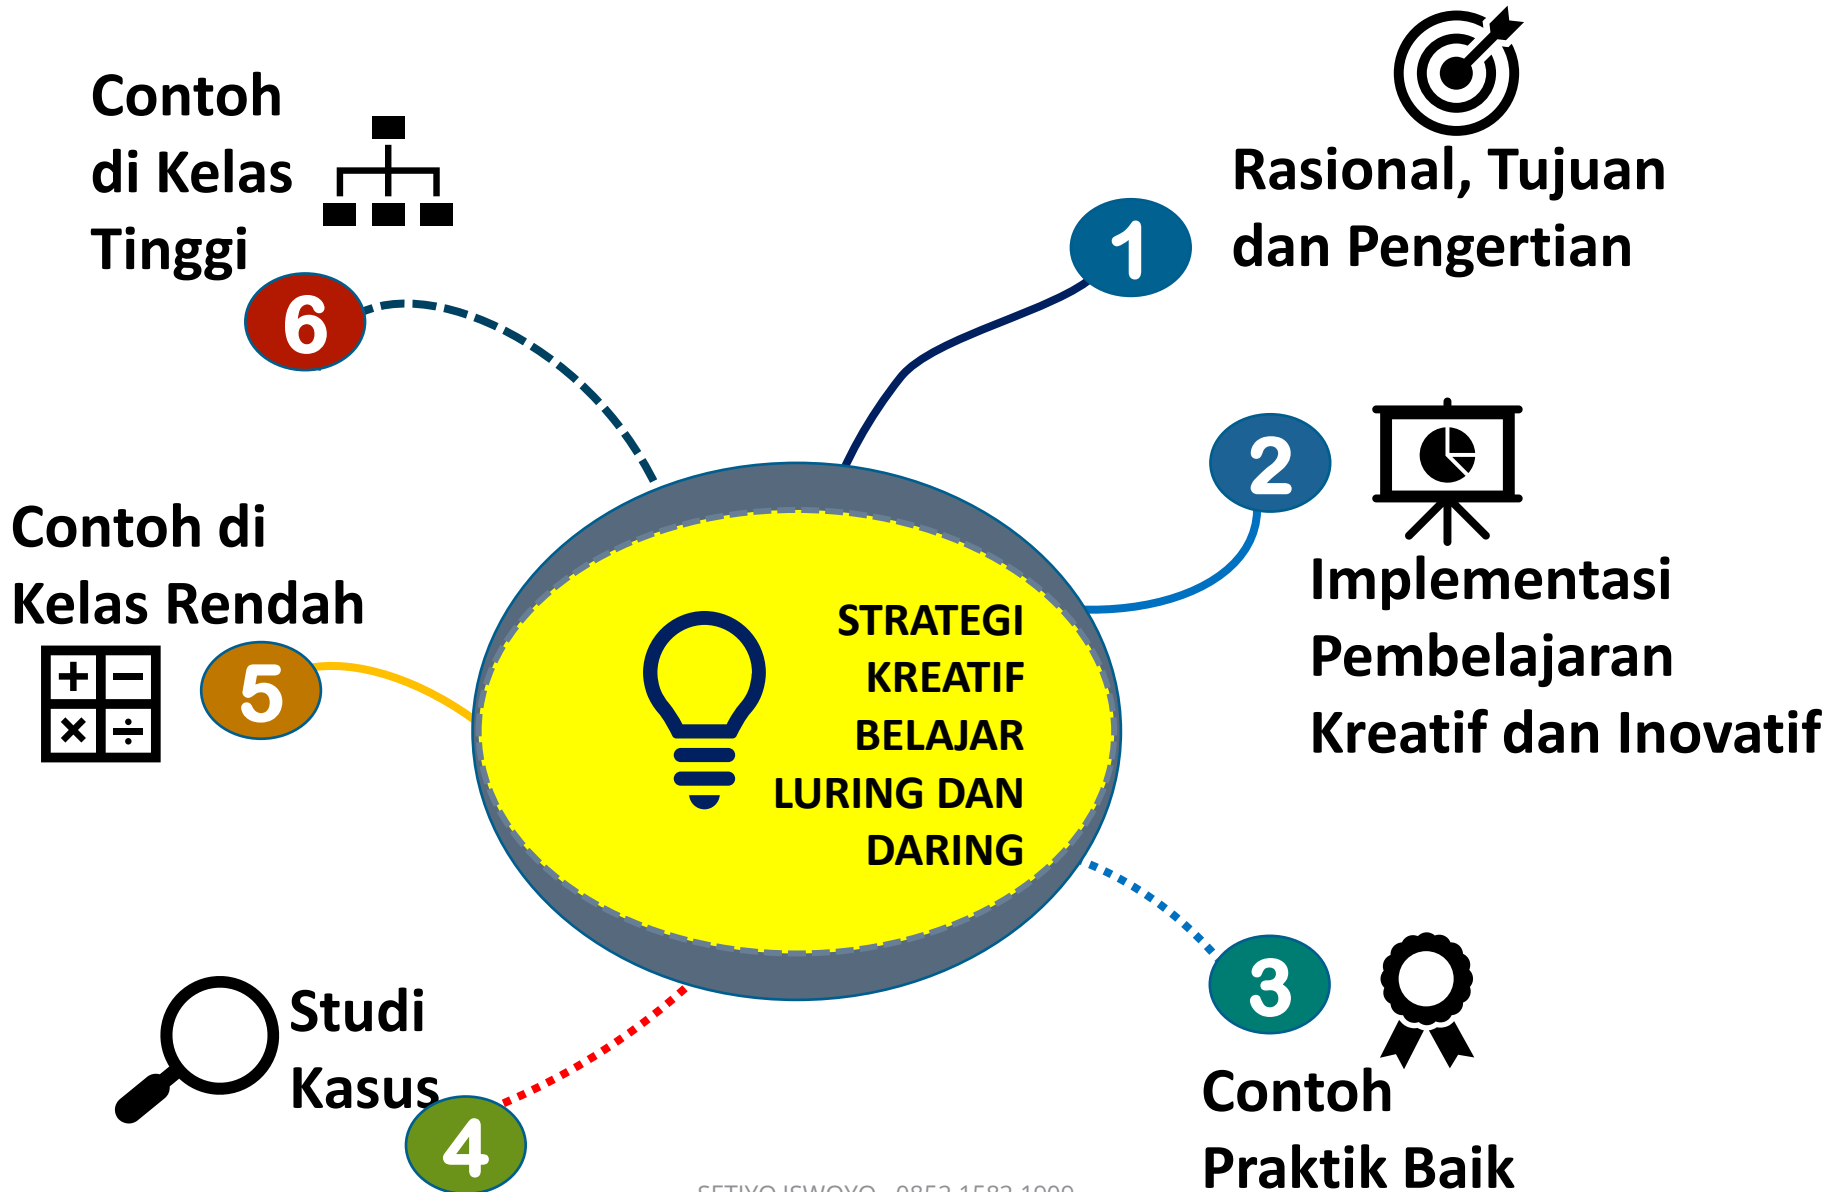 STRATEGI
KREATIF
BELAJAR
LURING DAN
DARING
1
Rasional, Tujuan
dan Pengertian
2
Implementasi
Pembelajaran
Kreatif dan Inovatif
3
Contoh
Praktik Baik
4
Studi
Kasus
5
Contoh di
Kelas Rendah
6
Contoh
di Kelas
Tinggi